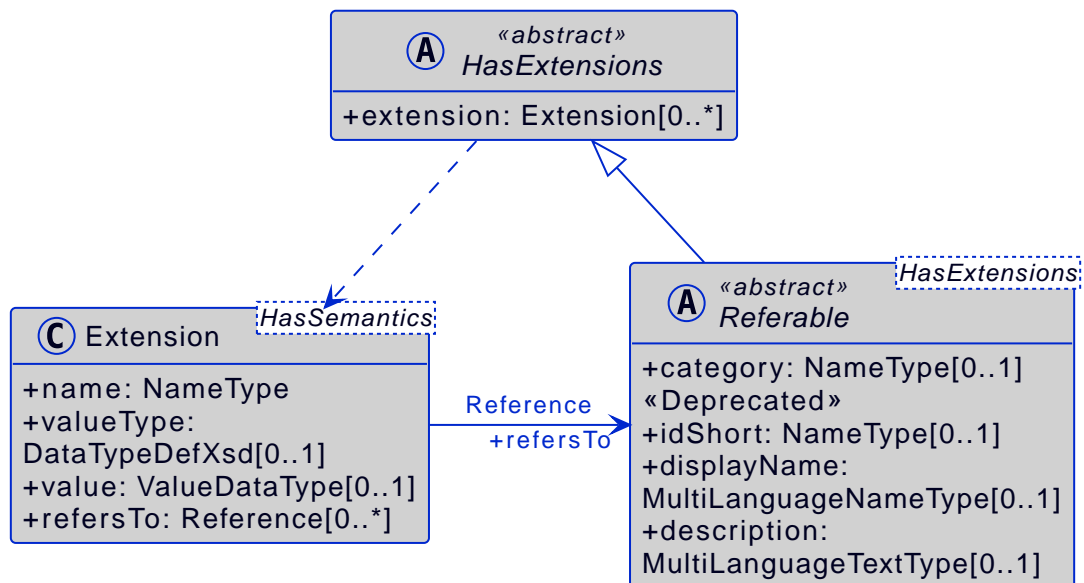 A
«abstract»
HasExtensions
+extension: Extension[0..*]
HasExtensions
A
«abstract»
Referable
HasSemantics
C Extension
+category: NameType[0..1]
«Deprecated»
+idShort: NameType[0..1]
+displayName:
MultiLanguageNameType[0..1]
+description:
MultiLanguageTextType[0..1]
+name: NameType
+valueType:
DataTypeDefXsd[0..1]
+value: ValueDataType[0..1]
+refersTo: Reference[0..*]
Reference
+refersTo